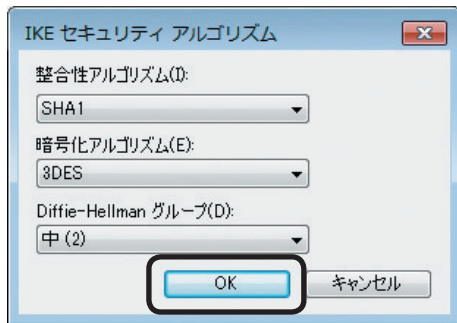 IKE セキュリティ アルゴリズム
整合性アルゴリズム(I):
SHA1
暗号化アルゴリズム(E):
3DES
Diffie-Hellman グループ(D):
中 (2)
OK キャンセル